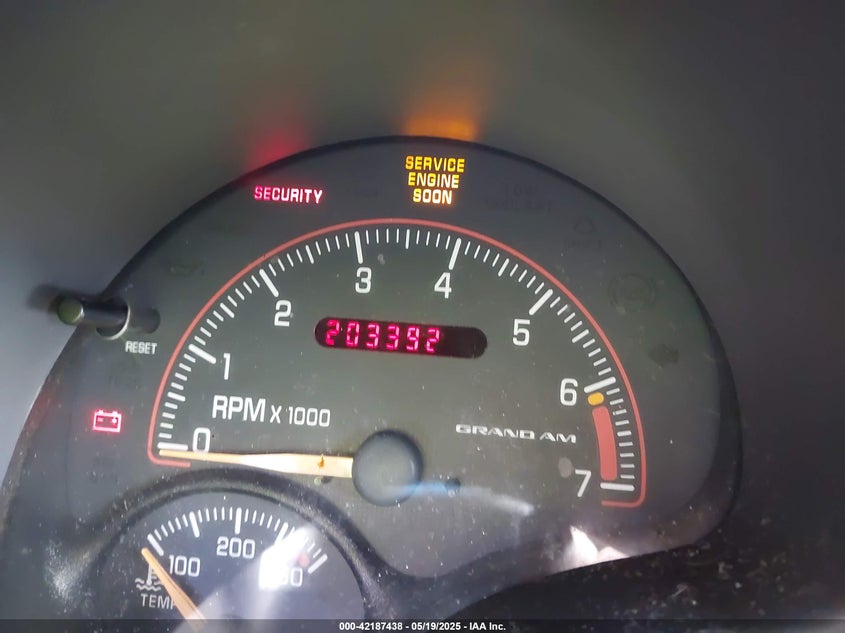 SERVICE
ENGINE
SOON
SECURITY
3
4
2
5
203392
RESET
1
6
RPM X 1000
GRAND AM
0
7
200
100
TEMP
000-42187438 - 05/19/2025 - IAA Inc.